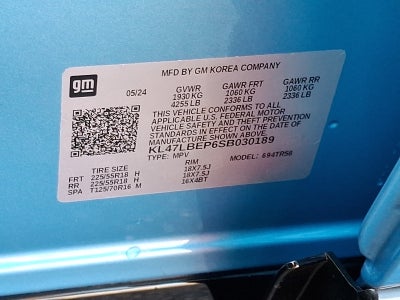 gm
MFD BY GM KOREA COMPANY
05/24 GVWR GAWR FRT GAWR RR
1930 KG 1060 KG 1060 KG
4255 LB 2336 LB 2336 LB
THIS VEHICLE CONFORMS TO ALL
APPLICABLE U.S. FEDERAL MOTOR
VEHICLE SAFETY AND THEFT PREVENTION
STANDARDS IN EFFECT ON THE DATE OF
MANUFACTURE SHOWN ABOVE.
KL47LBEP6SB030189
TYPE: MPV MODEL: 694TR58
TIRE SIZE RIM
FRT 225/55R18 H 18X7.5J
RR 225/55R18 H 18X7.5J
SPA T125/70R16 M 16X4BT